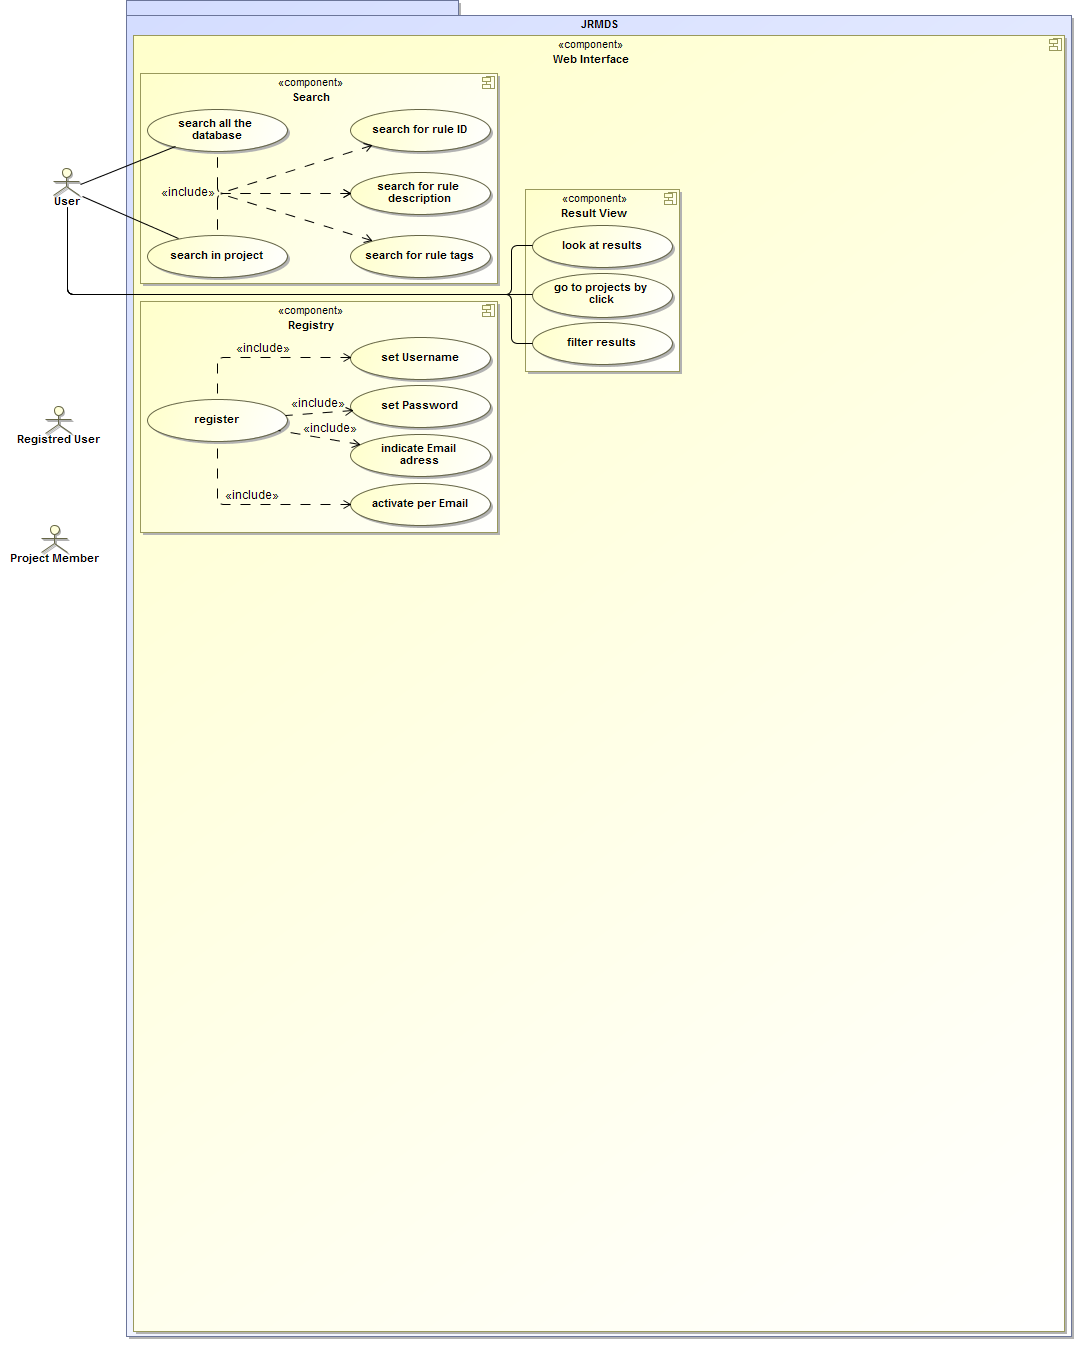 JRMDS
«component»
Web Interface
«component»
Search
search all the
database
search for rule ID
«include»
search for rule
description
search in project
search for rule tags
User
«component»
Result View
look at results
go to projects by
click
filter results
«component»
Registry
«include»
set Username
«include»
set Password
register
«include»
indicate Email
adress
«include»
activate per Email
Registred User
Project Member